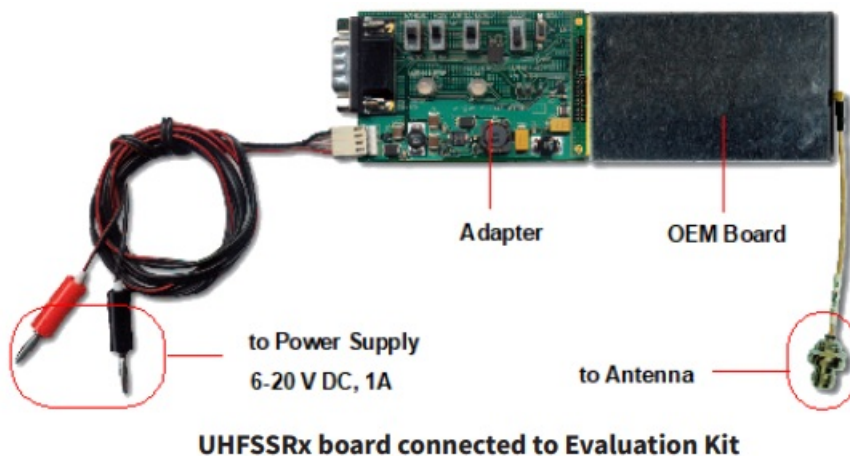 Adapter
OEM Board
to Power Supply
6-20 V DC, 1A
to Antenna
UHFSSRx board connected to Evaluation Kit